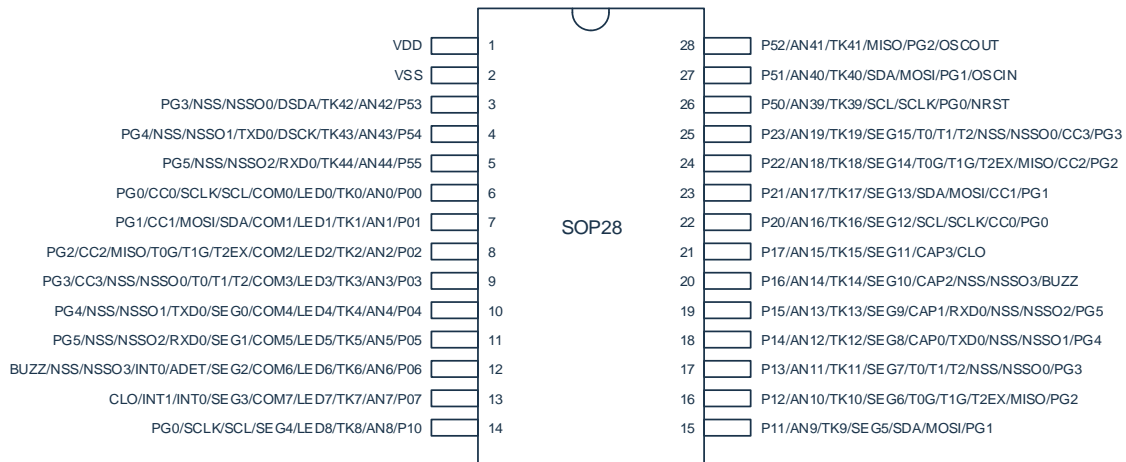 VDD 1 28 P52/AN41/TK41/MISO/PG2/OSCOUT
VSS 2 27 P51/AN40/TK40/SDA/MOSI/PG1/OSCIN
PG3/NSS/NSSO0/DSDA/TK42/AN42/P53 3 26 P50/AN39/TK39/SCL/SCLK/PG0/NRST
PG4/NSS/NSSO1/TXD0/DSCK/TK43/AN43/P54 4 25 P23/AN19/TK19/SEG15/T0/T1/T2/NSS/NSSO0/CC3/PG3
PG5/NSS/NSSO2/RXD0/TK44/AN44/P55 5 24 P22/AN18/TK18/SEG14/T0G/T1G/T2EX/MISO/CC2/PG2
PG0/CC0/SCLK/SCL/COM0/LED0/TK0/AN0/P00 6 23 P21/AN17/TK17/SEG13/SDA/MOSI/CC1/PG1
PG1/CC1/MOSI/SDA/COM1/LED1/TK1/AN1/P01 7 22 P20/AN16/TK16/SEG12/SCL/SCLK/CC0/PG0
SOP28
PG2/CC2/MISO/T0G/T1G/T2EX/COM2/LED2/TK2/AN2/P02 8 21 P17/AN15/TK15/SEG11/CAP3/CLO
PG3/CC3/NSS/NSSO0/T0/T1/T2/COM3/LED3/TK3/AN3/P03 9 20 P16/AN14/TK14/SEG10/CAP2/NSS/NSSO3/BUZZ
PG4/NSS/NSSO1/TXD0/SEG0/COM4/LED4/TK4/AN4/P04 10 19 P15/AN13/TK13/SEG9/CAP1/RXD0/NSS/NSSO2/PG5
PG5/NSS/NSSO2/RXD0/SEG1/COM5/LED5/TK5/AN5/P05 11 18 P14/AN12/TK12/SEG8/CAP0/TXD0/NSS/NSSO1/PG4
BUZZ/NSS/NSSO3/INT0/ADET/SEG2/COM6/LED6/TK6/AN6/P06 12 17 P13/AN11/TK11/SEG7/T0/T1/T2/NSS/NSSO0/PG3
CLO/INT1/INT0/SEG3/COM7/LED7/TK7/AN7/P07 13 16 P12/AN10/TK10/SEG6/T0G/T1G/T2EX/MISO/PG2
PG0/SCLK/SCL/SEG4/LED8/TK8/AN8/P10 14 15 P11/AN9/TK9/SEG5/SDA/MOSI/PG1